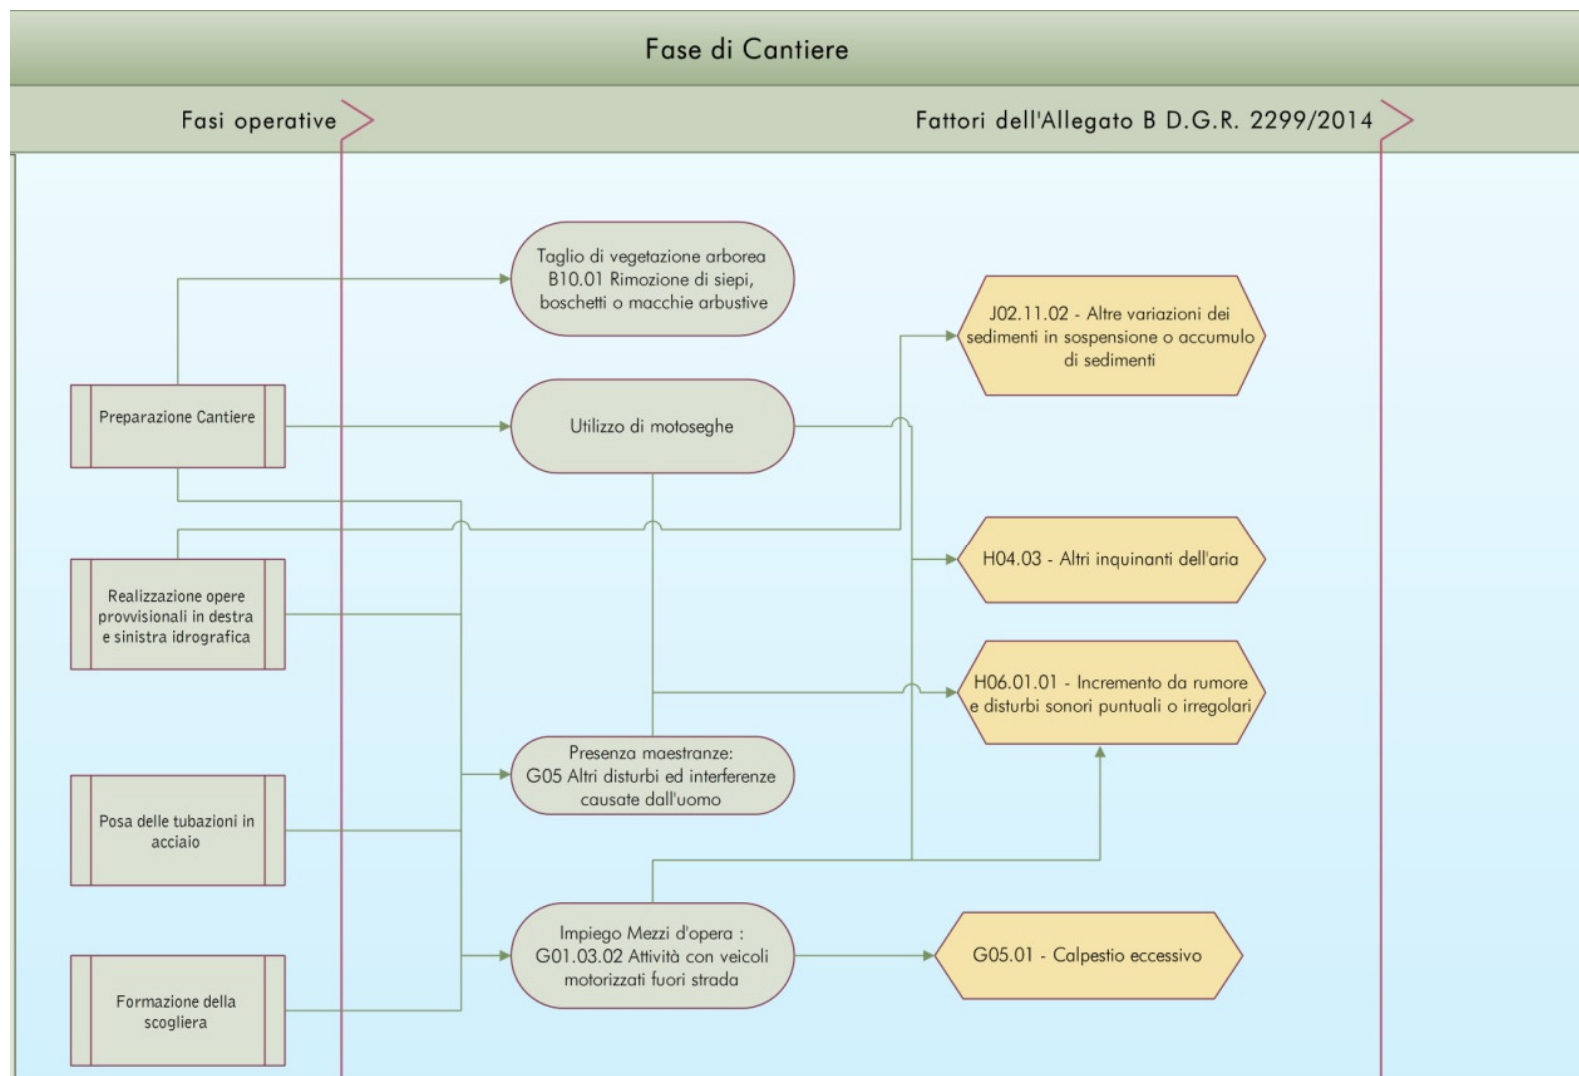 Fase di Cantiere
Fasi operative
Fattori dell'Allegato B D.G.R. 2299/2014
Taglio di vegetazione arborea
B10.01 Rimozione di siepi,
boschetti o macchie arbustive
J02.11.02 - Altre variazioni dei
sedimenti in sospensione o accumulo
di sedimenti
Preparazione Cantiere
Utilizzo di motoseghe
H04.03 - Altri inquinanti dell'aria
Realizzazione opere
provvisionali in destra
e sinistra idrografica
H06.01.01 - Incremento da rumore
e disturbi sonori puntuali o irregolari
Presenza maestranze:
G05 Altri disturbi ed interferenze
causate dall'uomo
Posa delle tubazioni in
acciaio
Impiego Mezzi d'opera :
G01.03.02 Attività con veicoli
motorizzati fuori strada
G05.01 - Calpestio eccessivo
Formazione della
scogliera